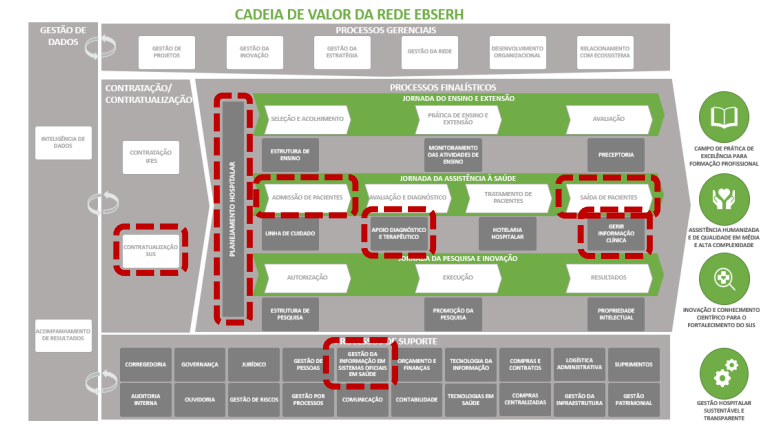 CADEIA DE VALOR DA REDE EBSERH
GESTÃO DE
DADOS
PROCESSOS GERENCIAIS
GESTÃO DE
PROJETOS
GESTÃO DA
INOVAÇÃO
GESTÃO DA
ESTRATÉGIA
GESTÃO DA REDE
DESENVOLVIMENTO
ORGANIZACIONAL
RELACIONAMENTO
COM ECOSSISTEMA
INTELIGÊNCIA DE
DADOS
ACOMPANHAMENTO
DE RESULTADOS
CONTRATAÇÃO/
CONTRATUALIZAÇÃO
CONTRATAÇÃO
IFES
CONTRATUALIZAÇÃO
SUS
PROCESSOS FINALÍSTICOS
PLANEJAMENTO HOSPITALAR
JORNADA DO ENSINO E EXTENSÃO
SELEÇÃO E ACOLHIMENTO
PRÁTICA DE ENSINO E
EXTENSÃO
AVALIAÇÃO
ESTRUTURA DE
ENSINO
MONITORAMENTO
DAS ATIVIDADES DE
ENSINO
PRECEPTORIA
JORNADA DA ASSISTÊNCIA À SAÚDE
ADMISSÃO DE PACIENTES
AVALIAÇÃO E DIAGNÓSTICO
TRATAMENTO DE
PACIENTES
SAÍDA DE PACIENTES
LINHA DE CUIDADO
APOIO DIAGNÓSTICO
E TERAPÊUTICO
HOTELARIA
HOSPITALAR
GERIR
INFORMAÇÃO
CLÍNICA
JORNADA DA PESQUISA E INOVAÇÃO
AUTORIZAÇÃO
EXECUÇÃO
RESULTADOS
ESTRUTURA DE
PESQUISA
PROMOÇÃO DA
PESQUISA
PROPRIEDADE
INTELECTUAL
DE SUPORTE
CORREGEDORIA
GOVERNANÇA
JURÍDICO
GESTÃO DE
PESSOAS
GESTÃO DA
INFORMAÇÃO EM
SISTEMAS OFICIAIS
EM SAÚDE
ORÇAMENTO E
FINANÇAS
TECNOLOGIA DA
INFORMAÇÃO
COMPRAS E
CONTRATOS
LOGÍSTICA
ADMINISTRATIVA
SUPRIMENTOS
AUDITORIA
INTERNA
OUVIDORIA
GESTÃO DE RISCOS
GESTÃO POR
PROCESSOS
COMUNICAÇÃO
CONTABILIDADE
TECNOLOGIAS EM
SAÚDE
COMPRAS
CENTRALIZADAS
GESTÃO DA
INFRAESTRUTURA
GESTÃO
PATRIMONIAL
CAMPO DE PRÁTICA DE
EXCELÊNCIA PARA
FORMAÇÃO PROFISSIONAL
ASSISTÊNCIA HUMANIZADA
E DE QUALIDADE EM MÉDIA
E ALTA COMPLEXIDADE
INOVAÇÃO E CONHECIMENTO
CIENTÍFICO PARA O
FORTALECIMENTO DO SUS
GESTÃO HOSPITALAR
SUSTENTÁVEL E
TRANSPARENTE